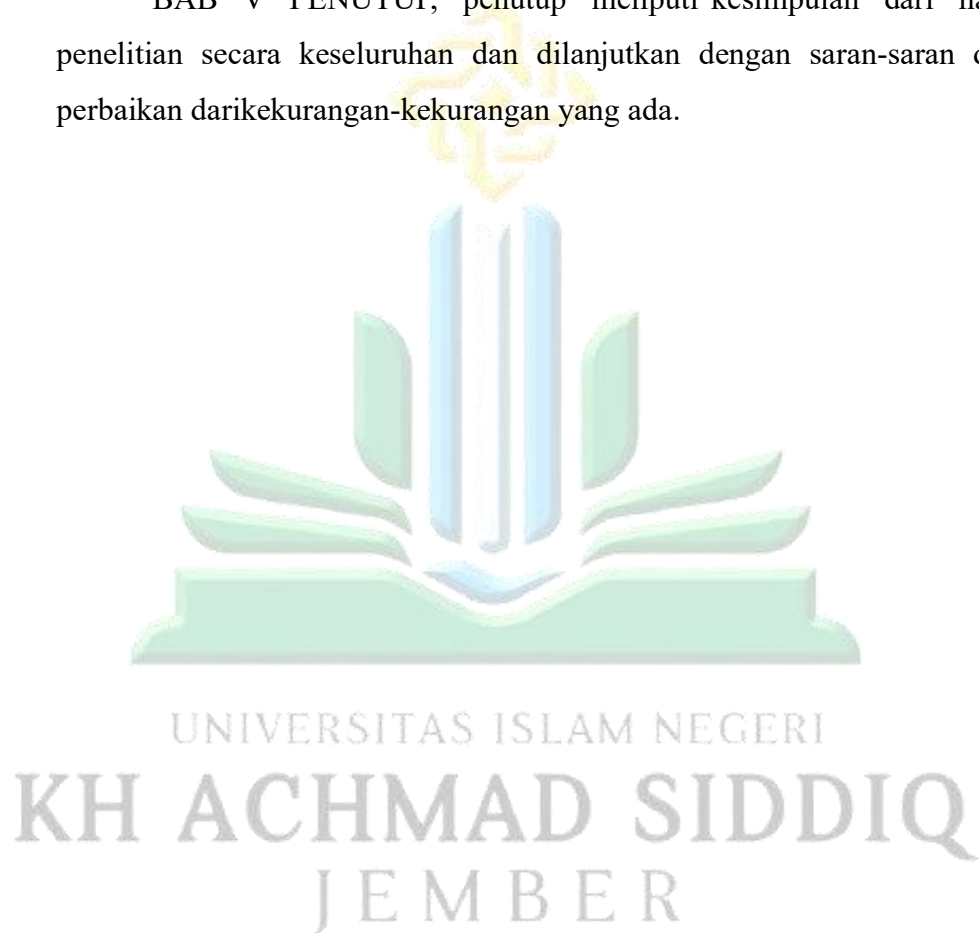 BAB V PENUTUP, penutup meliputi kesimpulan dari
penelitian secara keseluruhan dan dilanjutkan dengan saran-saran
perbaikan darikekurangan-kekurangan yang ada.
UNIVERSITAS ISLAM NEGERI
KH ACHMAD SIDDIQ
JEMBER